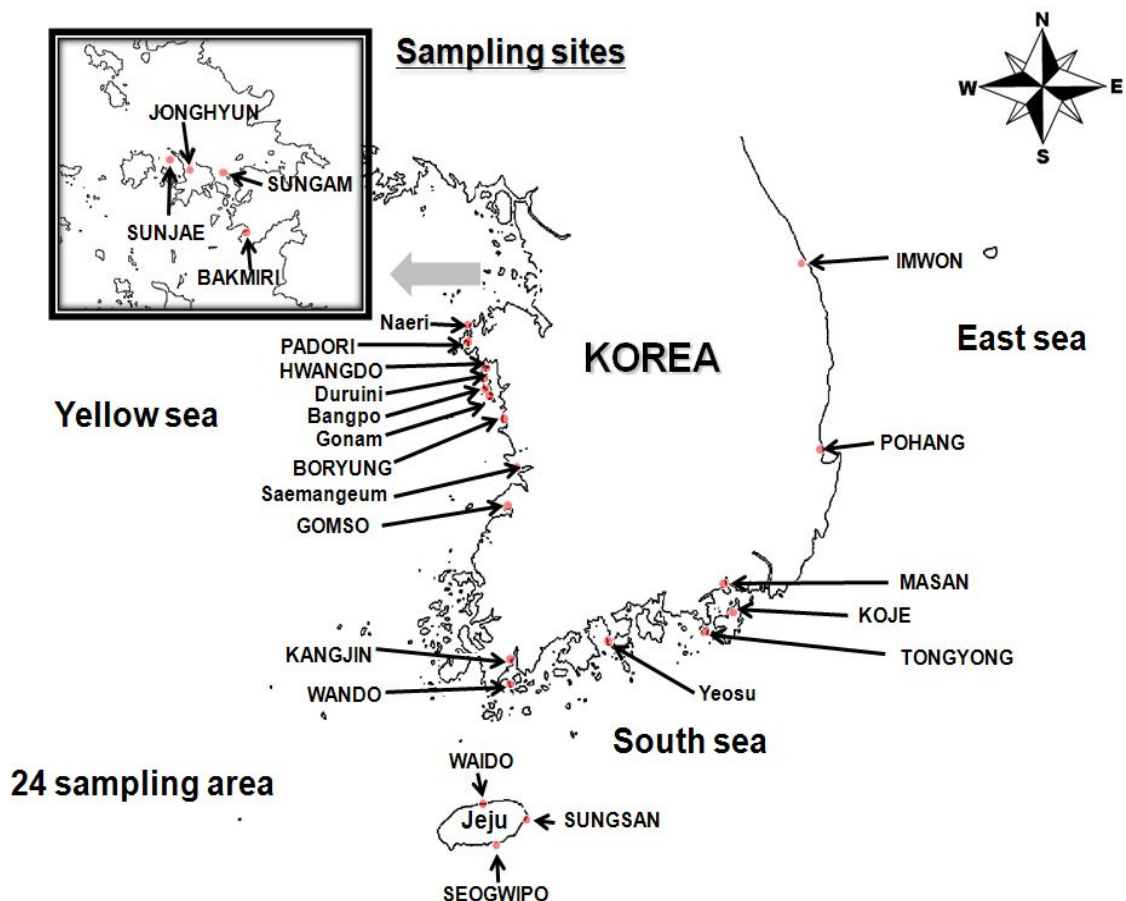 Sampling sites
N
W
E
S
JONGHYUN
SUNGAM
SUNJAE
BAKMIRI
IMWON
East sea
Naeri
PADORI
KOREA
HWANGDO
Duruini
Bangpo
Gonam
Yellow sea
BORYUNG
POHANG
Saemangeum
GOMSO
MASAN
KOJE
KANGJIN
TONGYONG
WANDO
Yeosu
South sea
24 sampling area
WAIDO
Jeju
SUNGSAN
SEOGWIPO